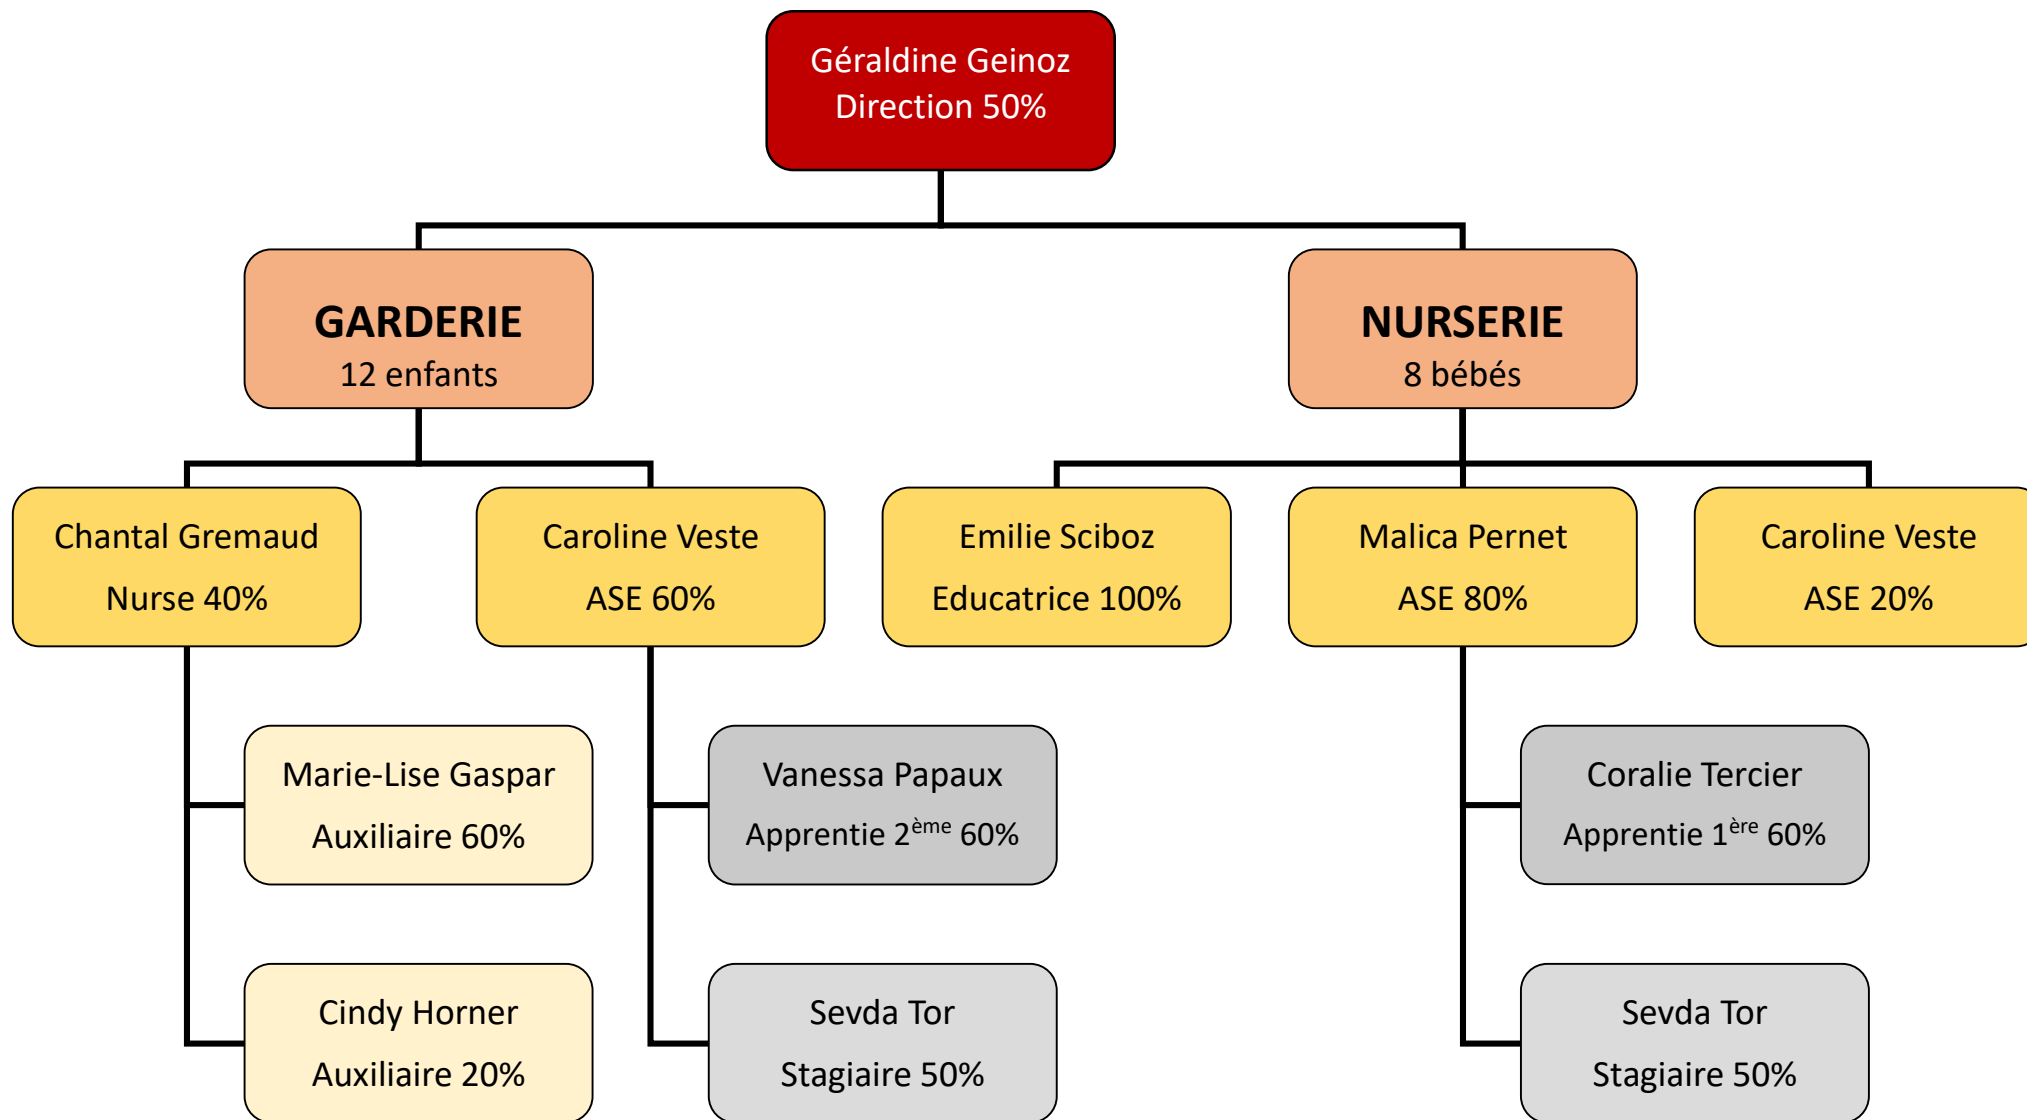 Géraldine Geinoz
Direction 50%
GARDERIE
12 enfants
NURSERIE
8 bébés
Chantal Gremaud
Nurse 40%
Caroline Veste
ASE 60%
Emilie Sciboz
Educatrice 100%
Malica Pernet
ASE 80%
Caroline Veste
ASE 20%
Marie-Lise Gaspar
Auxiliaire 60%
Vanessa Papaux
Apprentie 2ème 60%
Coralie Tercier
Apprentie 1ère 60%
Cindy Horner
Auxiliaire 20%
Sevda Tor
Stagiaire 50%
Sevda Tor
Stagiaire 50%